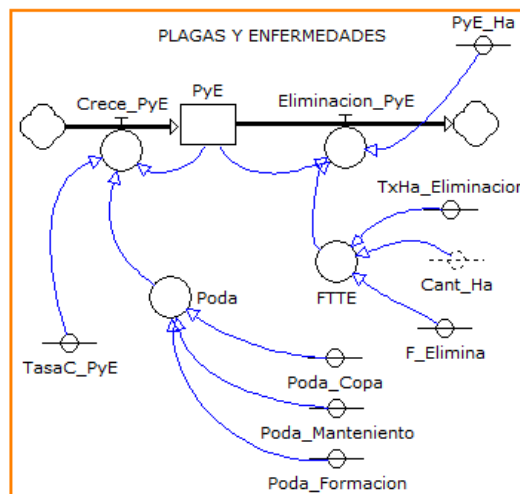 PyE_Ha
PLAGAS Y ENFERMEDADES
Crece_PyE
PyE
Eliminacion_PyE
TxHa_Eliminacion
Cant_Ha
Poda
FTTE
F_Elimina
TasaC_PyE
Poda_Copa
Poda_Manteniento
Poda_Formacion